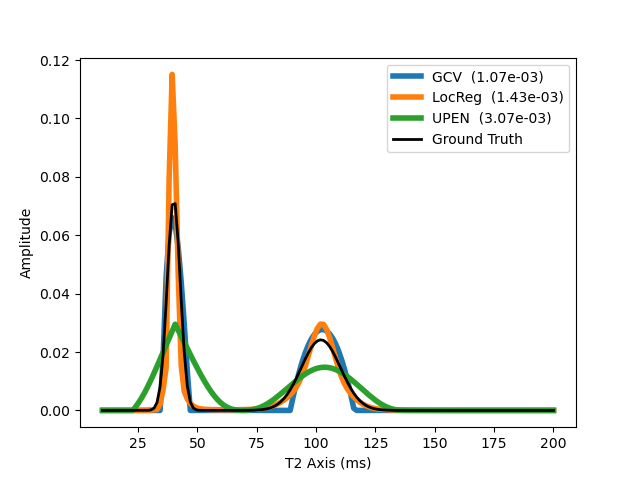 0.12
0.10
0.08
0.06
0.04
0.02
0.00
Amplitude
GCV (1.07e-03)
LocReg (1.43e-03)
UPEN (3.07e-03)
Ground Truth
25 50 75 100 125 150 175 200
T2 Axis (ms)